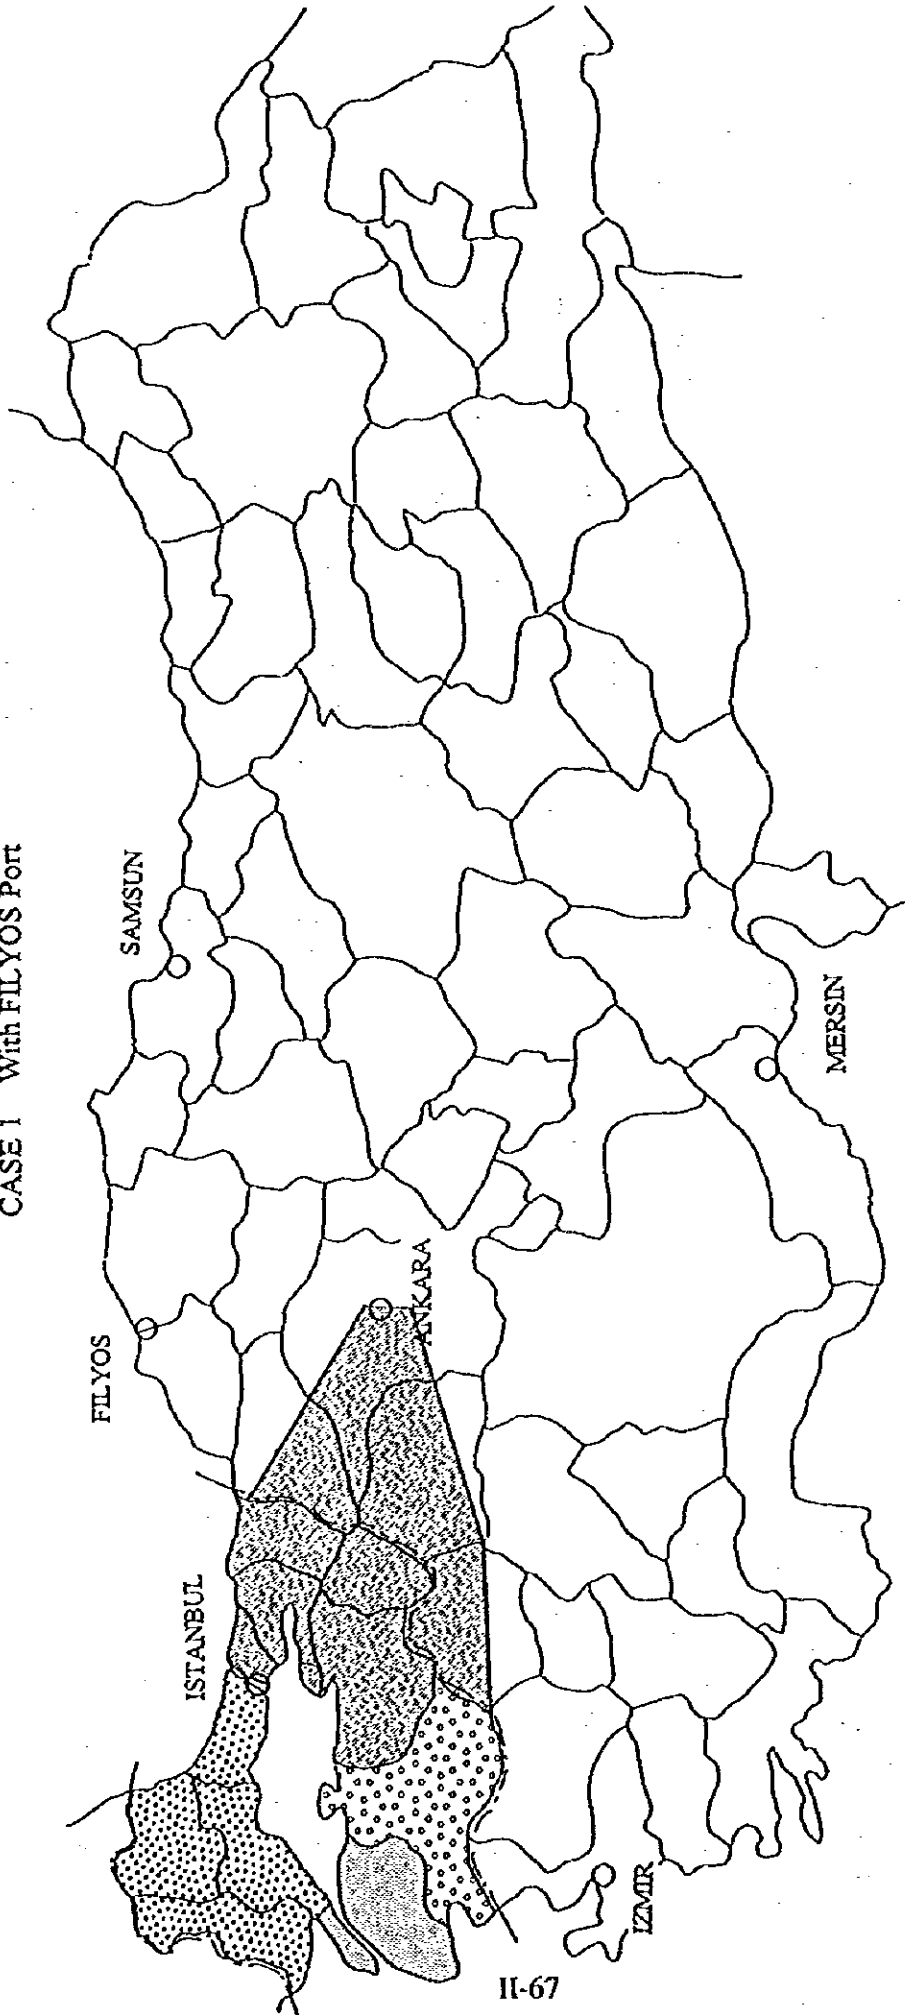 CASE 1 With FILYOS Port
SAMSUN
FILYOS
ISTANBUL
ANKARA
MERSIN
IZMIR
II-67